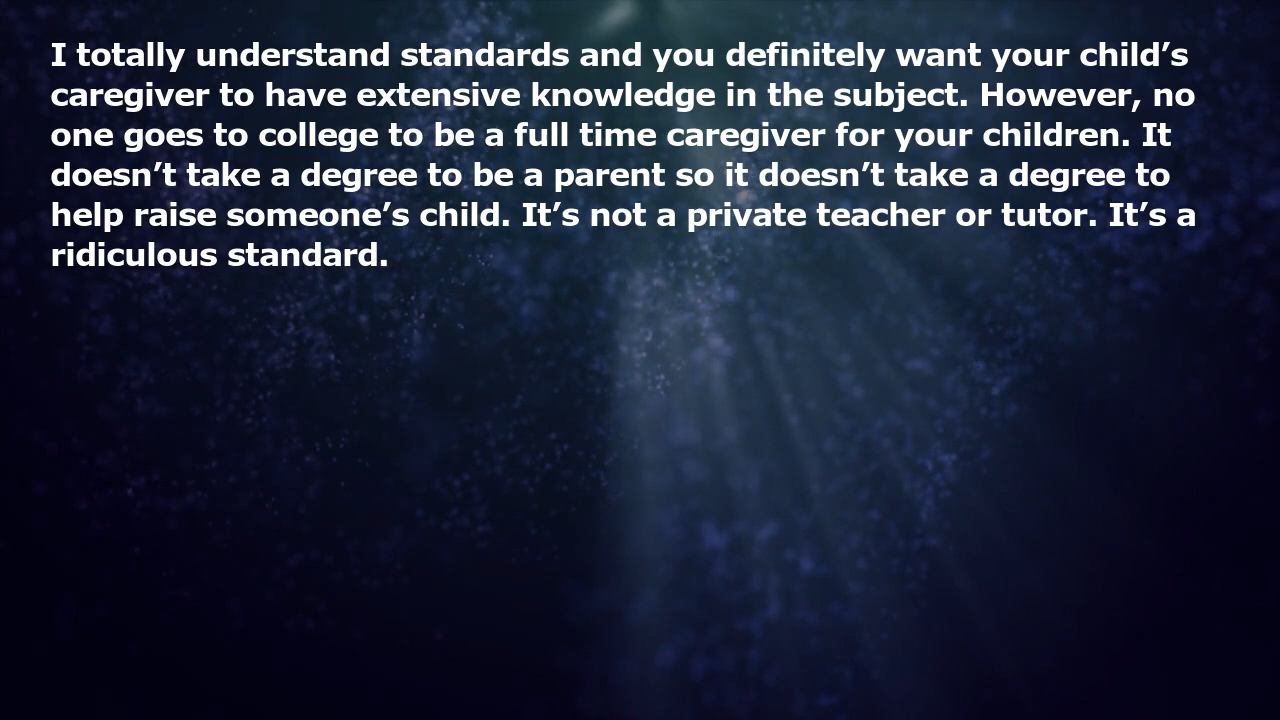 I totally understand standards and you definitely want your child’s
caregiver to have extensive knowledge in the subject. However, no
one goes to college to be a full time caregiver for your children. It
doesn’t take a degree to be a parent so it doesn’t take a degree to
help raise someone’s child. It’s not a private teacher or tutor. It’s a
ridiculous standard.